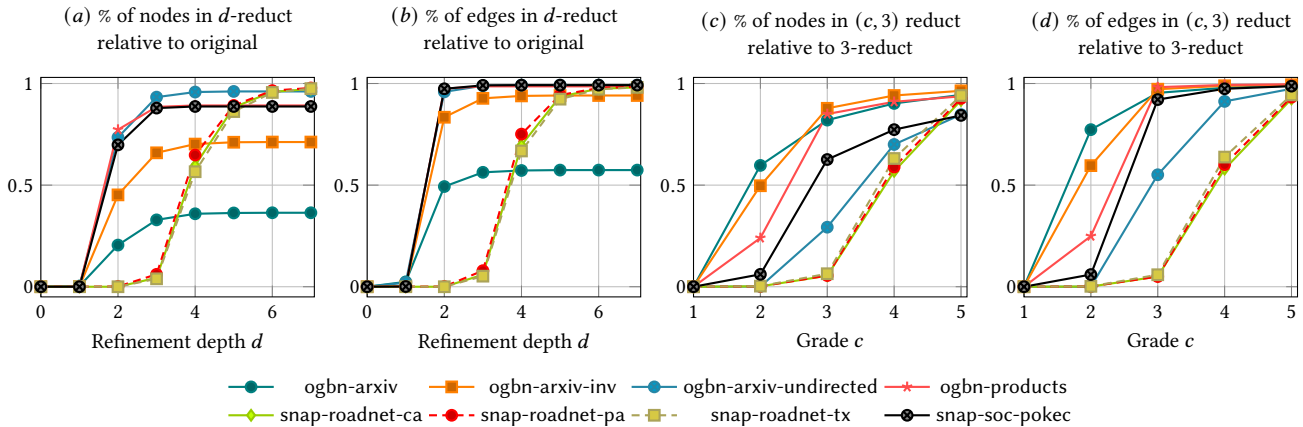 (a) % of nodes in d-reduct
relative to original
(b) % of edges in d-reduct
relative to original
(c) % of nodes in (c, 3) reduct
relative to 3-reduct
(d) % of edges in (c, 3) reduct
relative to 3-reduct
1
0.5
0
0 2 4 6
Refinement depth d
1
0.5
0
0 2 4 6
Refinement depth d
1
0.5
0
1 2 3 4 5
Grade c
1
0.5
0
1 2 3 4 5
Grade c
ogbn-arxiv ogbn-arxiv-inv ogbn-arxiv-undirected ogbn-products
snap-roadnet-ca snap-roadnet-pa snap-roadnet-tx snap-soc-pokec